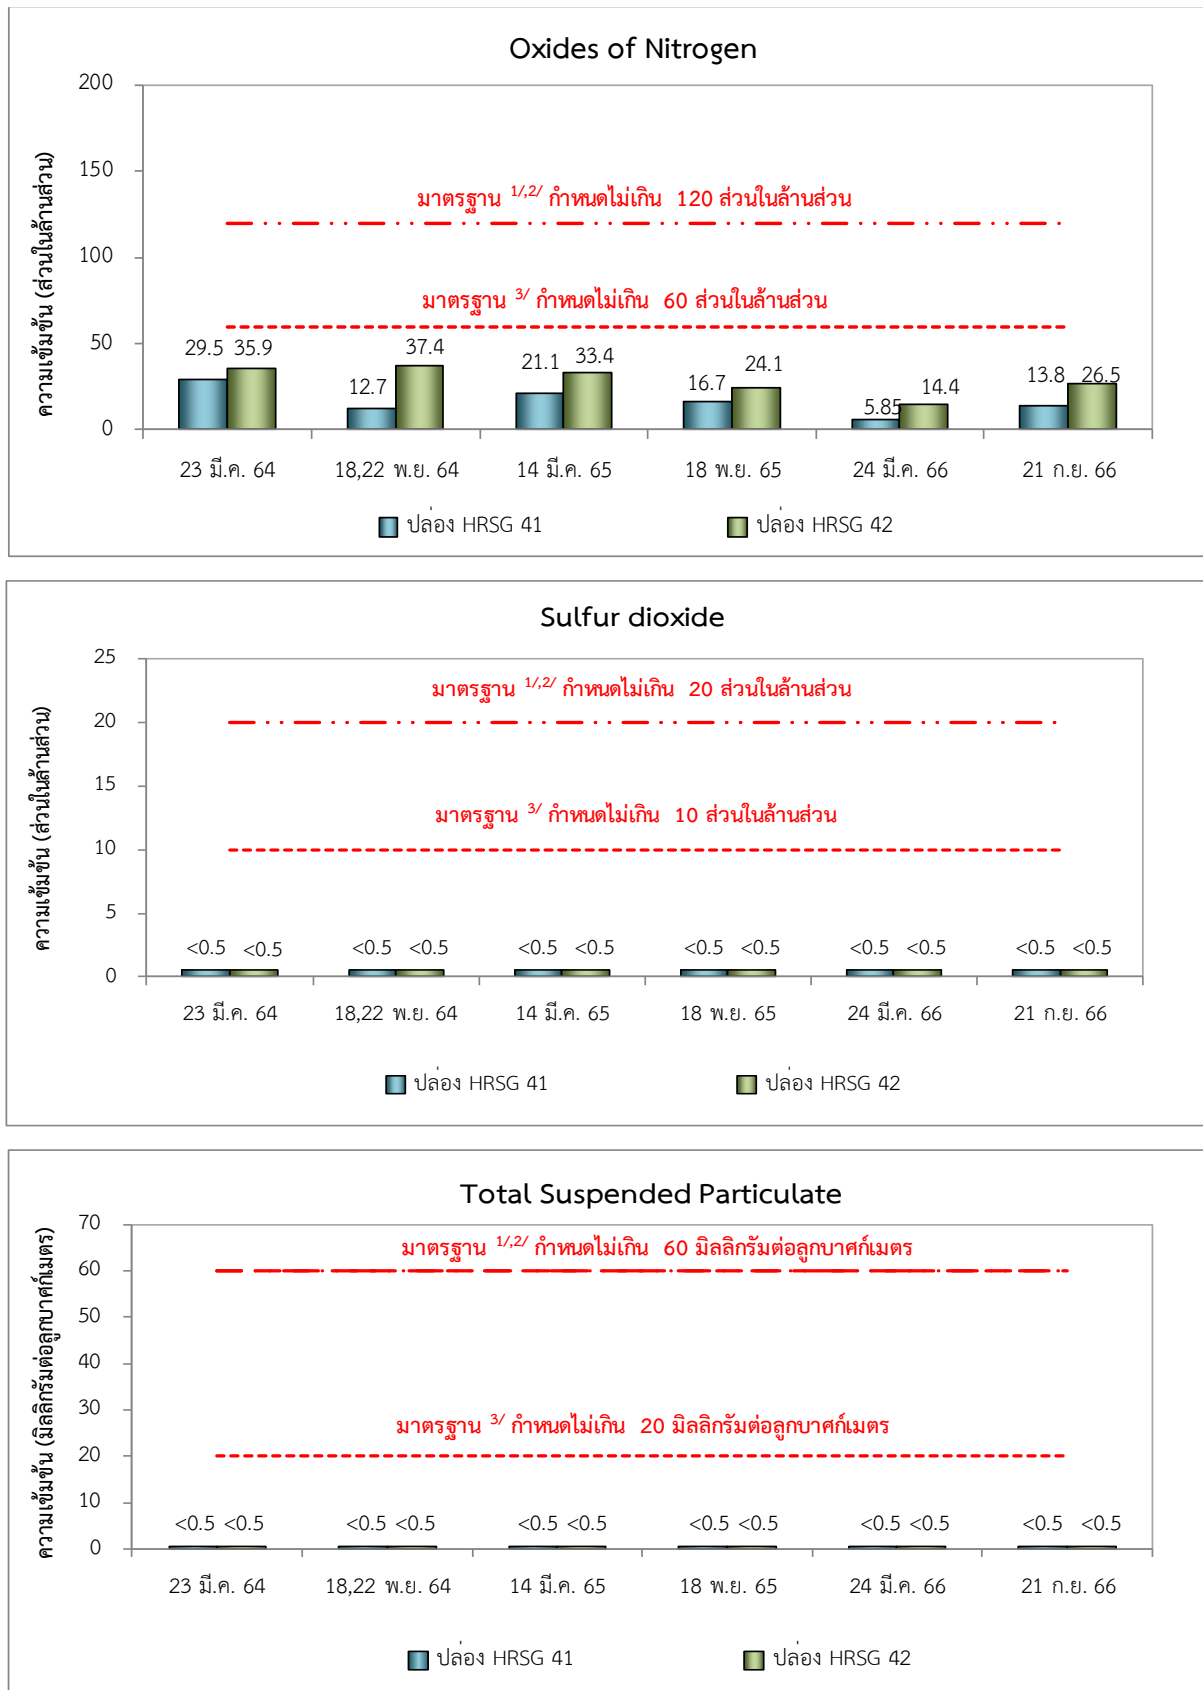 Oxides of Nitrogen
ความเข้มข้น (ส่วนในล้านส่วน)
200
150
100
50
0
มาตรฐาน 1/,2/ กำหนดไม่เกิน 120 ส่วนในล้านส่วน
มาตรฐาน 3/ กำหนดไม่เกิน 60 ส่วนในล้านส่วน
29.5 35.9 12.7 37.4 21.1 33.4 16.7 24.1 5.85 14.4 13.8 26.5
23 มี.ค. 64 18,22 พ.ย. 64 14 มี.ค. 65 18 พ.ย. 65 24 มี.ค. 66 21 ก.ย. 66
ปล่อง HRSG 41 ปล่อง HRSG 42
Sulfur dioxide
ความเข้มข้น (ส่วนในล้านส่วน)
25
20
15
10
5
0
มาตรฐาน 1/,2/ กำหนดไม่เกิน 20 ส่วนในล้านส่วน
มาตรฐาน 3/ กำหนดไม่เกิน 10 ส่วนในล้านส่วน
<0.5 <0.5 <0.5 <0.5 <0.5 <0.5 <0.5 <0.5 <0.5 <0.5 <0.5 <0.5
23 มี.ค. 64 18,22 พ.ย. 64 14 มี.ค. 65 18 พ.ย. 65 24 มี.ค. 66 21 ก.ย. 66
ปล่อง HRSG 41 ปล่อง HRSG 42
Total Suspended Particulate
ความเข้มข้น (มิลลิกรัมต่อลูกบาศก์เมตร)
70
60
50
40
30
20
10
0
มาตรฐาน 1/,2/ กำหนดไม่เกิน 60 มิลลิกรัมต่อลูกบาศก์เมตร
มาตรฐาน 3/ กำหนดไม่เกิน 20 มิลลิกรัมต่อลูกบาศก์เมตร
<0.5 <0.5 <0.5 <0.5 <0.5 <0.5 <0.5 <0.5 <0.5 <0.5 <0.5 <0.5
23 มี.ค. 64 18,22 พ.ย. 64 14 มี.ค. 65 18 พ.ย. 65 24 มี.ค. 66 21 ก.ย. 66
ปล่อง HRSG 41 ปล่อง HRSG 42